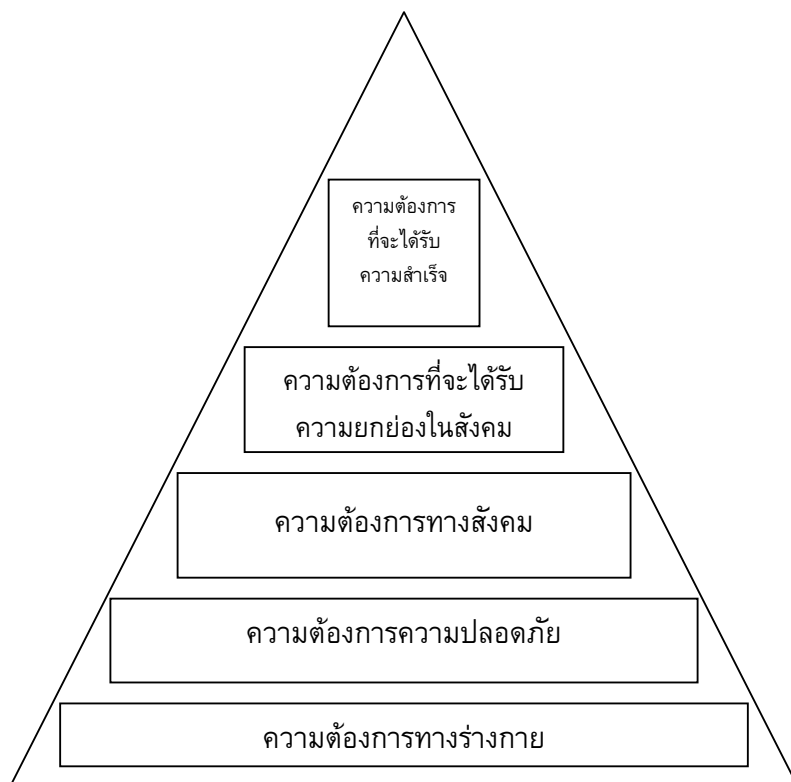 ความต้องการ
ที่จะได้รับ
ความสำเร็จ
ความต้องการที่จะได้รับ
ความยกย่องในสังคม
ความต้องการทางสังคม
ความต้องการความปลอดภัย
ความต้องการทางร่างกาย